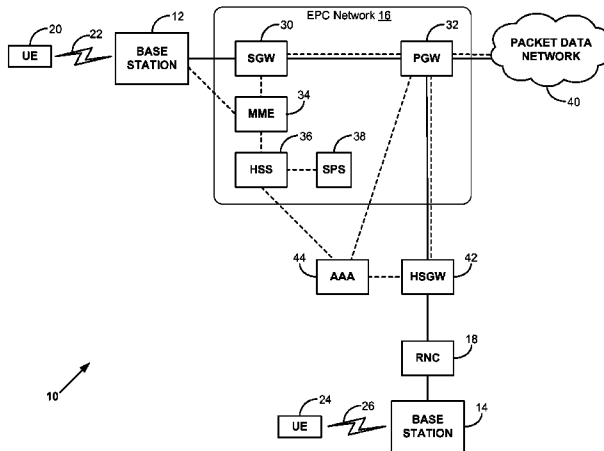 12
30
EPC Network 16
32
20
22
UE
BASE
STATION
SGW
PGW
PACKET DATA
NETWORK
40
34
MME
36
38
HSS
SPS
44
AAA
HSGW
42
18
RNC
10
24
26
UE
BASE
STATION
14